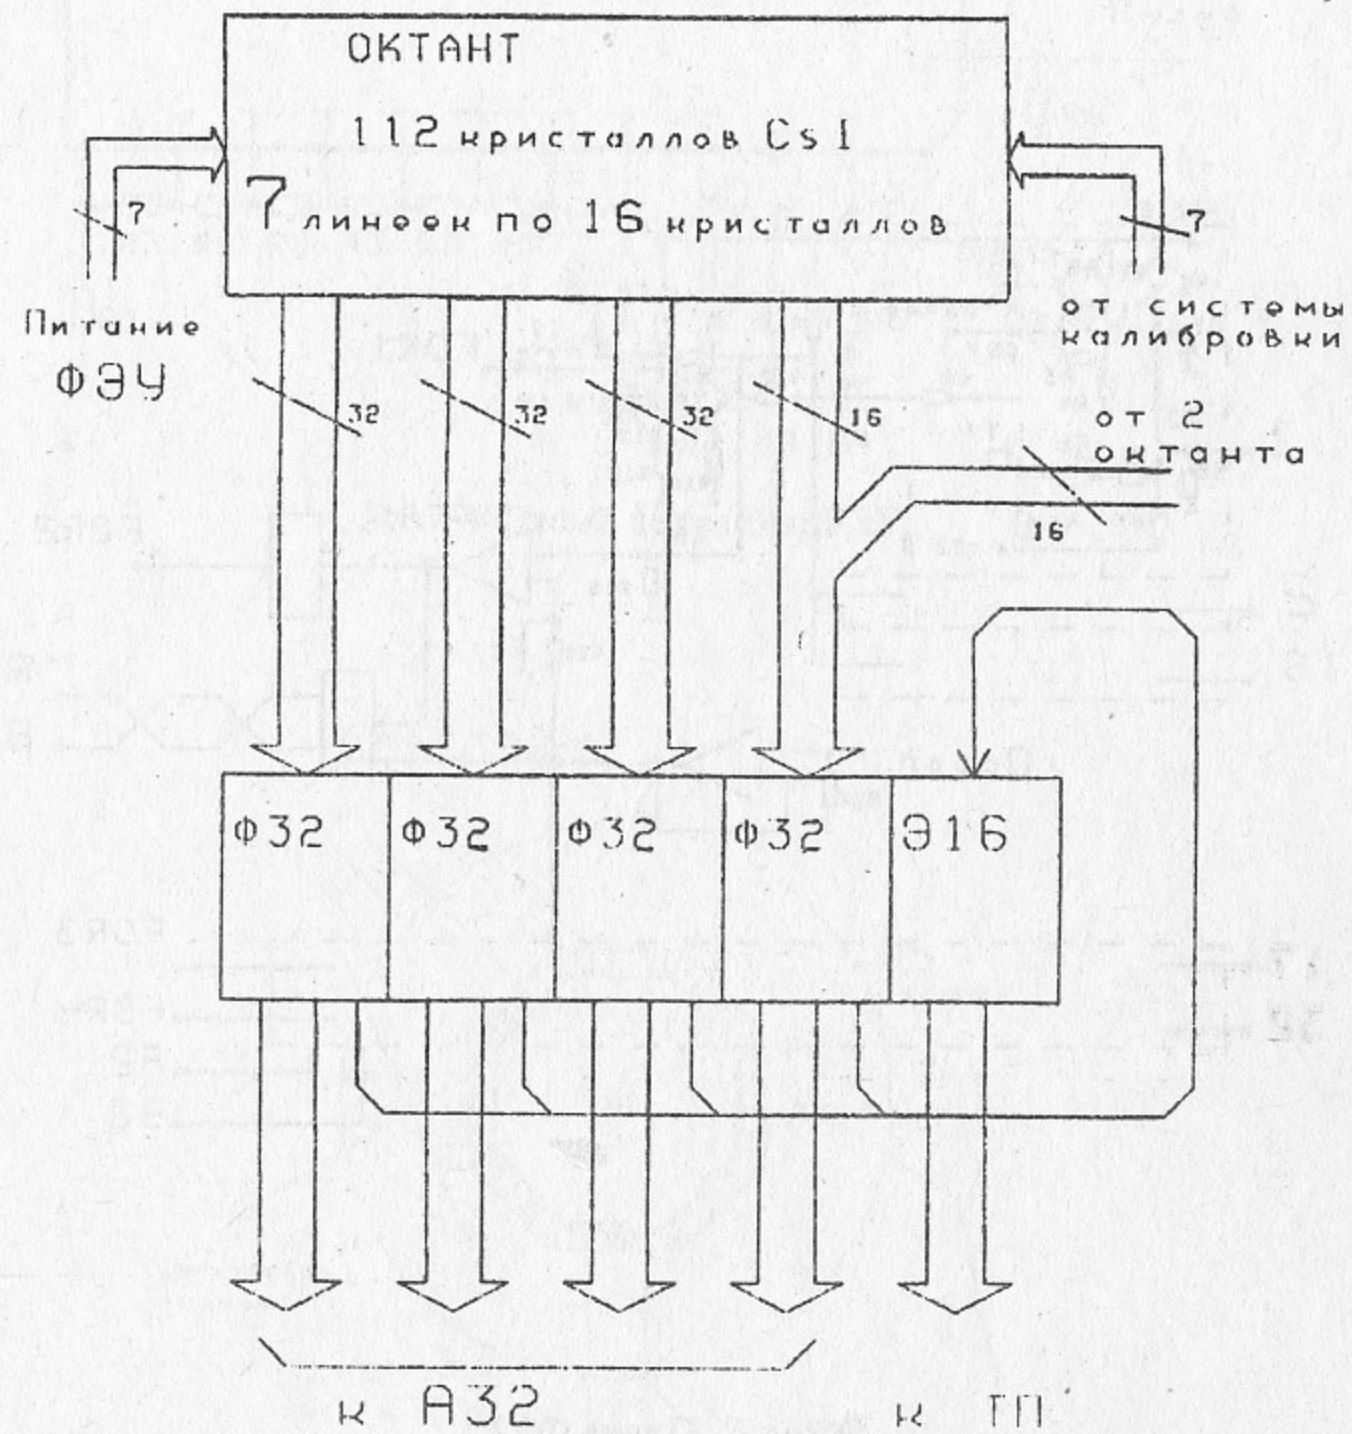 ОКТАНТ
112 кристаллов CsI
7 линеек по 16 кристаллов
7
7
Питание
ФЭУ
от системы
калибровки
32
32
32
16
от 2
октанта
16
Ф32
Ф32
Ф32
Ф32
Э16
к А32
к ТП